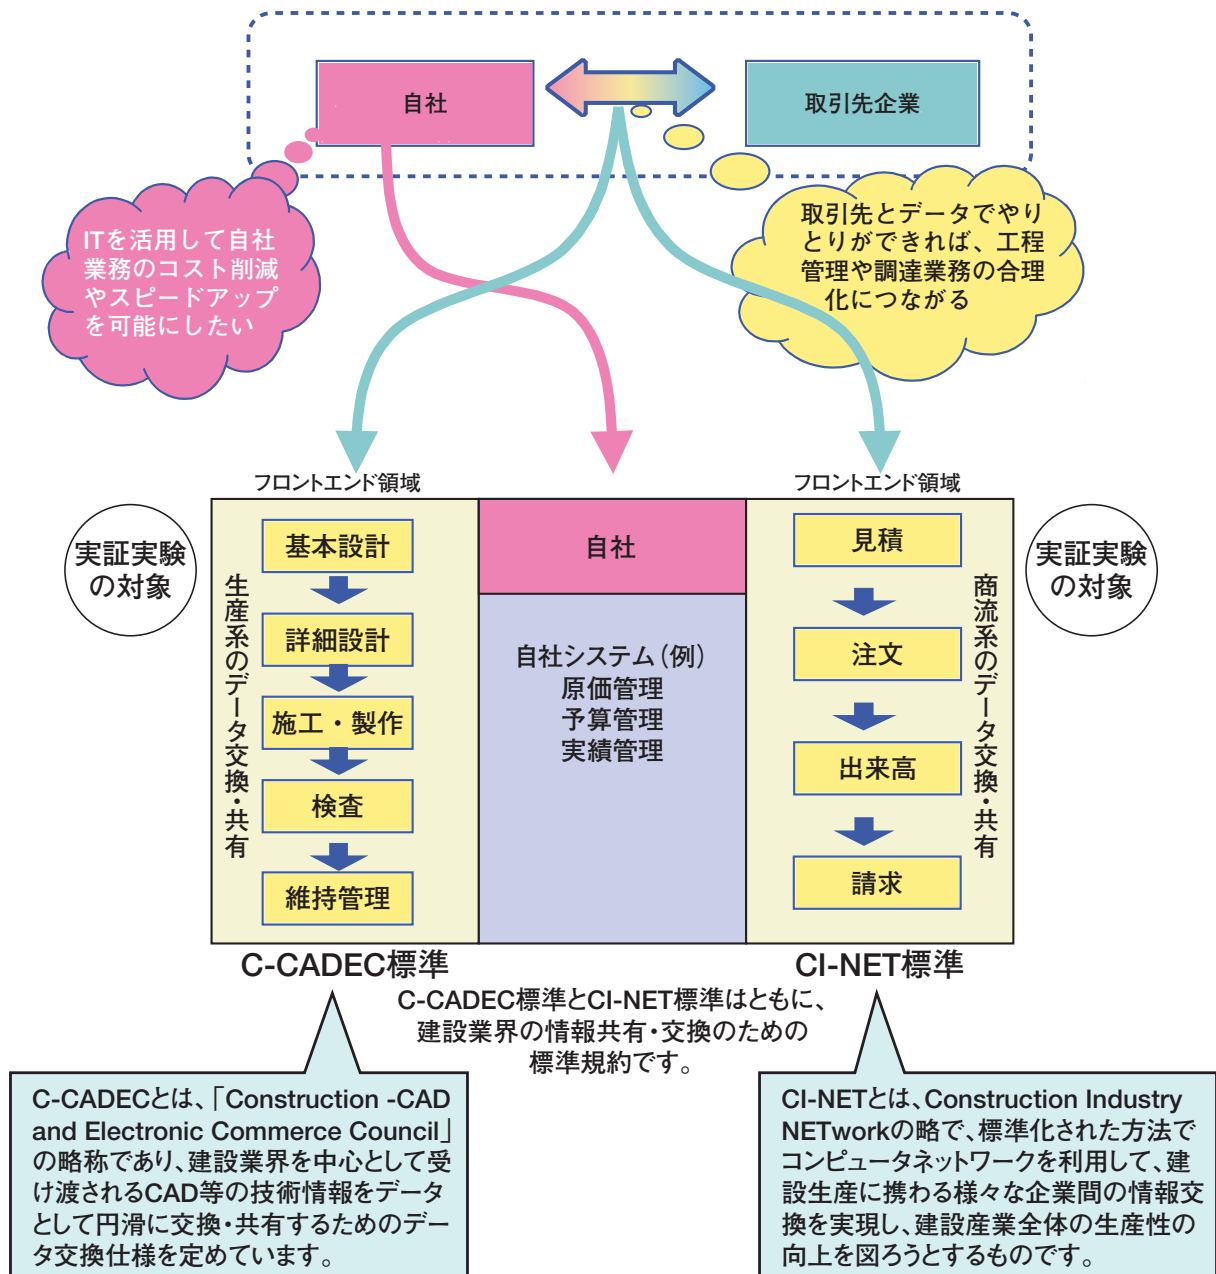 自社
取引先企業
ITを活用して自社
業務のコスト削減
やスピードアップ
を可能にしたい
取引先とデータでやり
とりができれば、工程
管理や調達業務の合理
化につながる
フロントエンド領域
フロントエンド領域
実証実験
の対象
生産系のデータ交換・共有
基本設計
詳細設計
施工・製作
検査
維持管理
自社
自社システム（例）
原価管理
予算管理
実績管理
見積
注文
出来高
請求
商流系のデータ交換・共有
実証実験
の対象
C-CADEC標準
CI-NET標準
C-CADEC標準とCI-NET標準はともに、
建設業界の情報共有・交換のための
標準規約です。
C-CADECとは、「Construction -CAD
and Electronic Commerce Council」
の略称であり、建設業界を中心として受
け渡されるCAD等の技術情報をデータ
として円滑に交換・共有するためのデー
タ交換仕様を定めています。
CI-NETとは、Construction Industry
NETworkの略で、標準化された方法で
コンピュータネットワークを利用して、建
設生産に携わる様々な企業間の情報交
換を実現し、建設産業全体の生産性の
向上を図ろうとするものです。